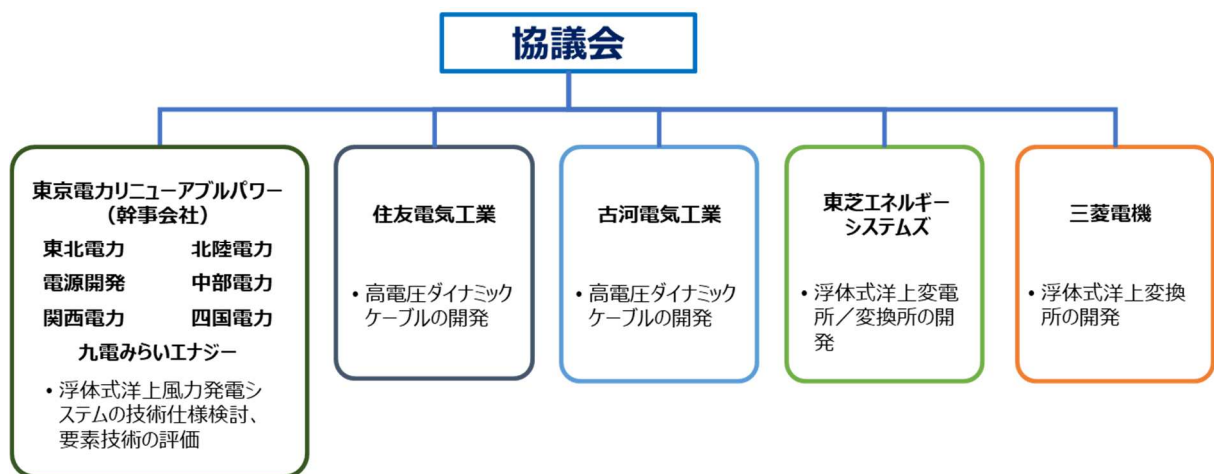 協議会
東京電力リニューアブルパワー
（幹事会社）
東北電力 北陸電力
電源開発 中部電力
関西電力 四国電力
九電みらいエナジー
• 浮体式洋上風力発電シ
ステムの技術仕様検討、
要素技術の評価
住友電気工業
• 高電圧ダイナミック
ケーブルの開発
古河電気工業
• 高電圧ダイナミック
ケーブルの開発
東芝エネルギー
システムズ
• 浮体式洋上変電
所／変換所の開
発
三菱電機
• 浮体式洋上変換
所の開発